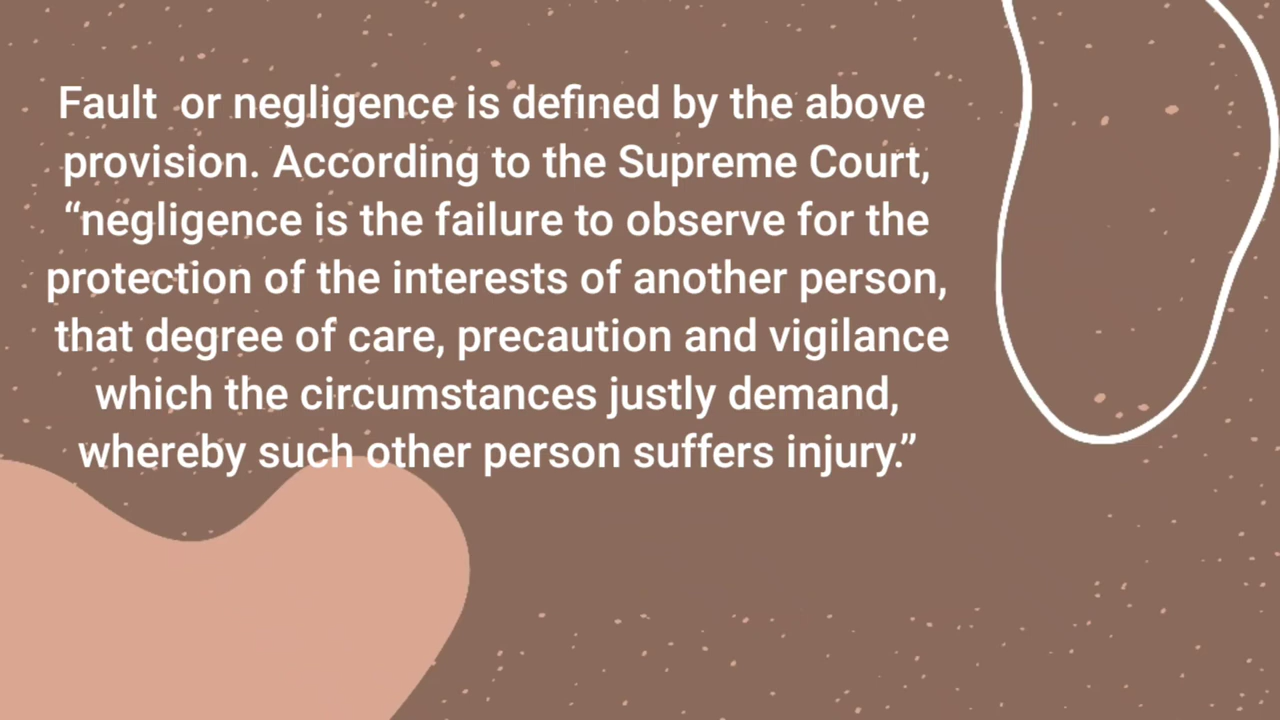 Fault  or negligence is defined by the above
provision. According to the Supreme Court,
“negligence is the failure to observe for the
protection of the interests of another person,
that degree of care, precaution and vigilance
which the circumstances justly demand,
whereby such other person suffers injury.”